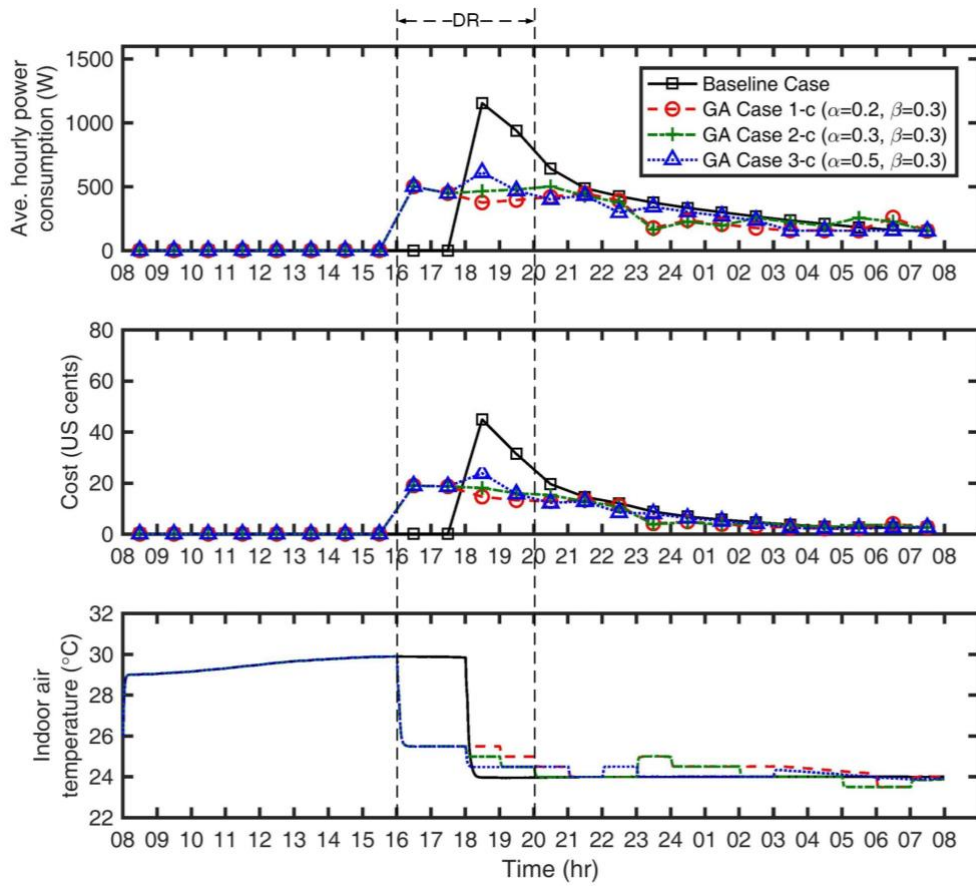 DR
1500
1000
500
0
Ave. hourly power
consumption (W)
Baseline Case
GA Case 1-c (α=0.2, β=0.3)
GA Case 2-c (α=0.3, β=0.3)
GA Case 3-c (α=0.5, β=0.3)
08 09 10 11 12 13 14 15 16 17 18 19 20 21 22 23 24 01 02 03 04 05 06 07 08
80
60
40
20
0
Cost (US cents)
08 09 10 11 12 13 14 15 16 17 18 19 20 21 22 23 24 01 02 03 04 05 06 07 08
32
30
28
26
24
22
Indoor air
temperature (°C)
08 09 10 11 12 13 14 15 16 17 18 19 20 21 22 23 24 01 02 03 04 05 06 07 08
Time (hr)